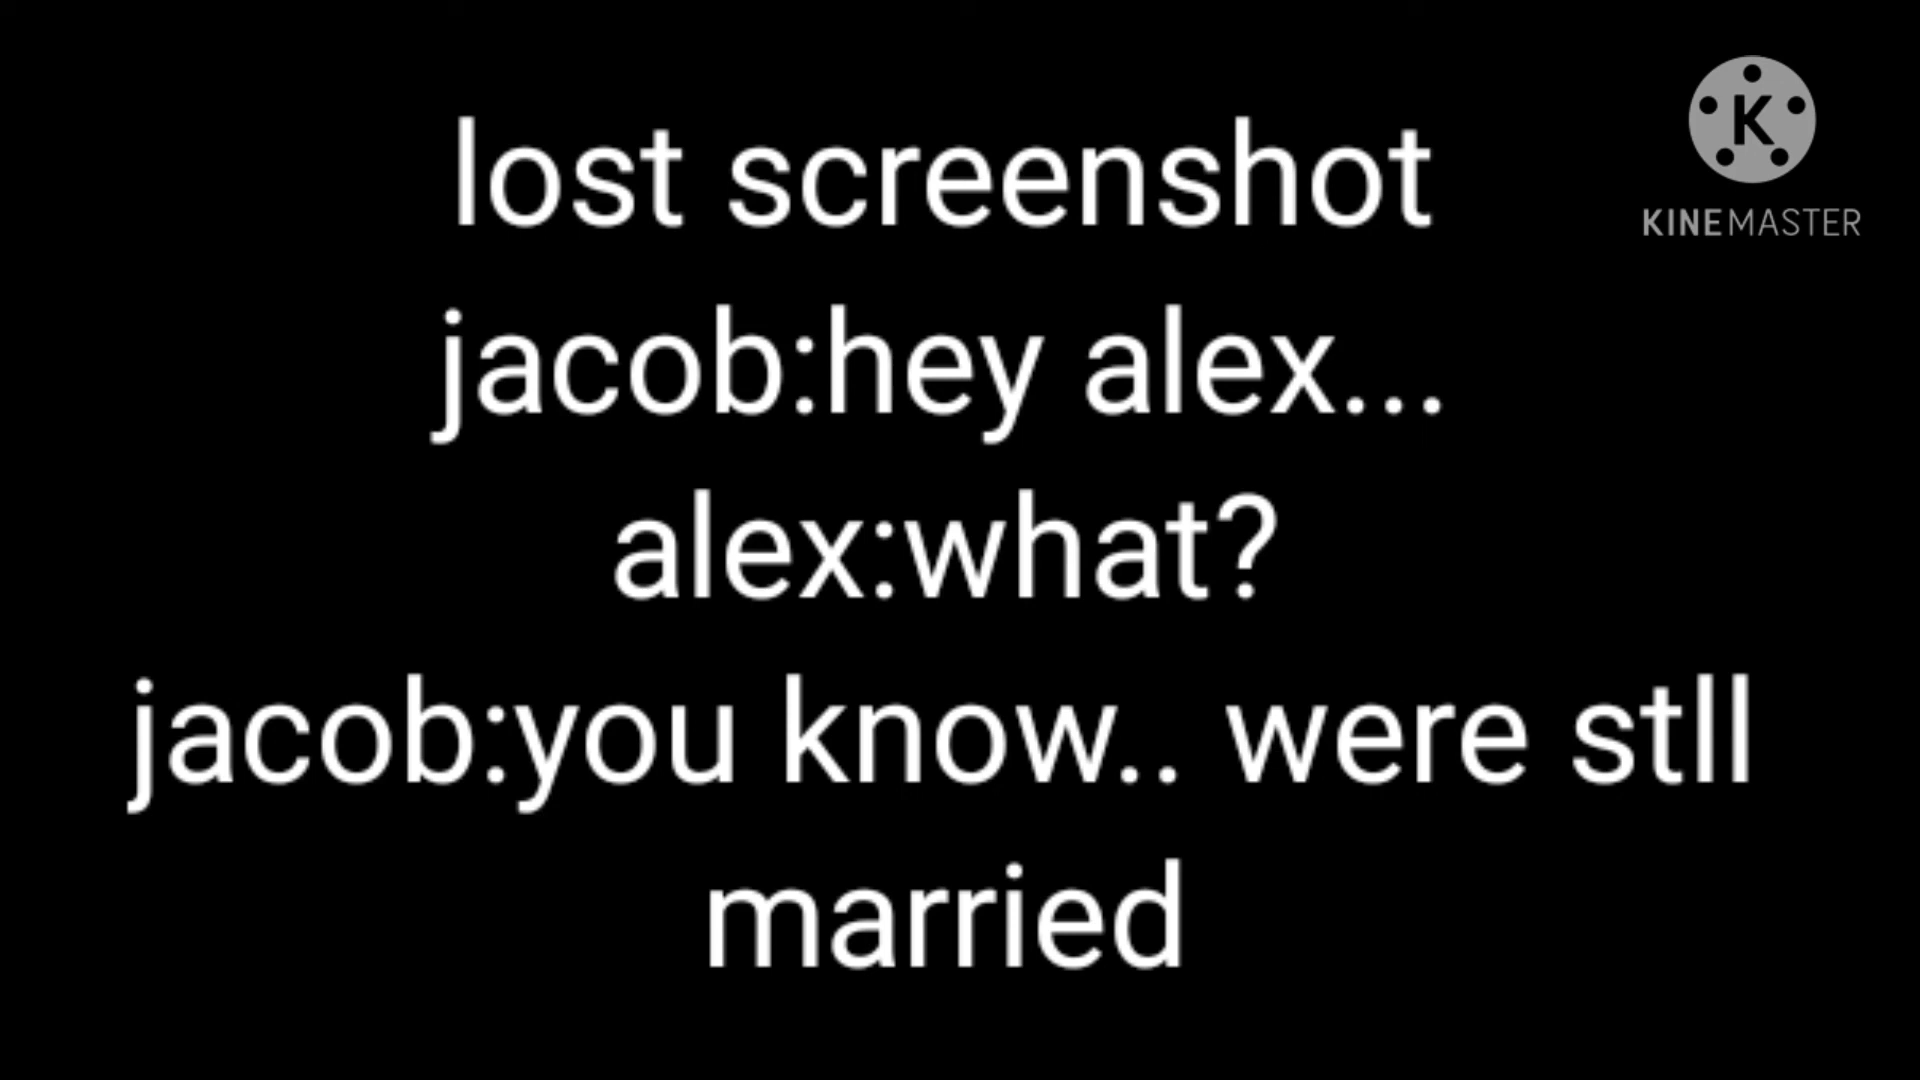 lost screenshot
jacob:hey alex...
alex:what?
jacob:you know.. were stll
married
K
KINEMASTER